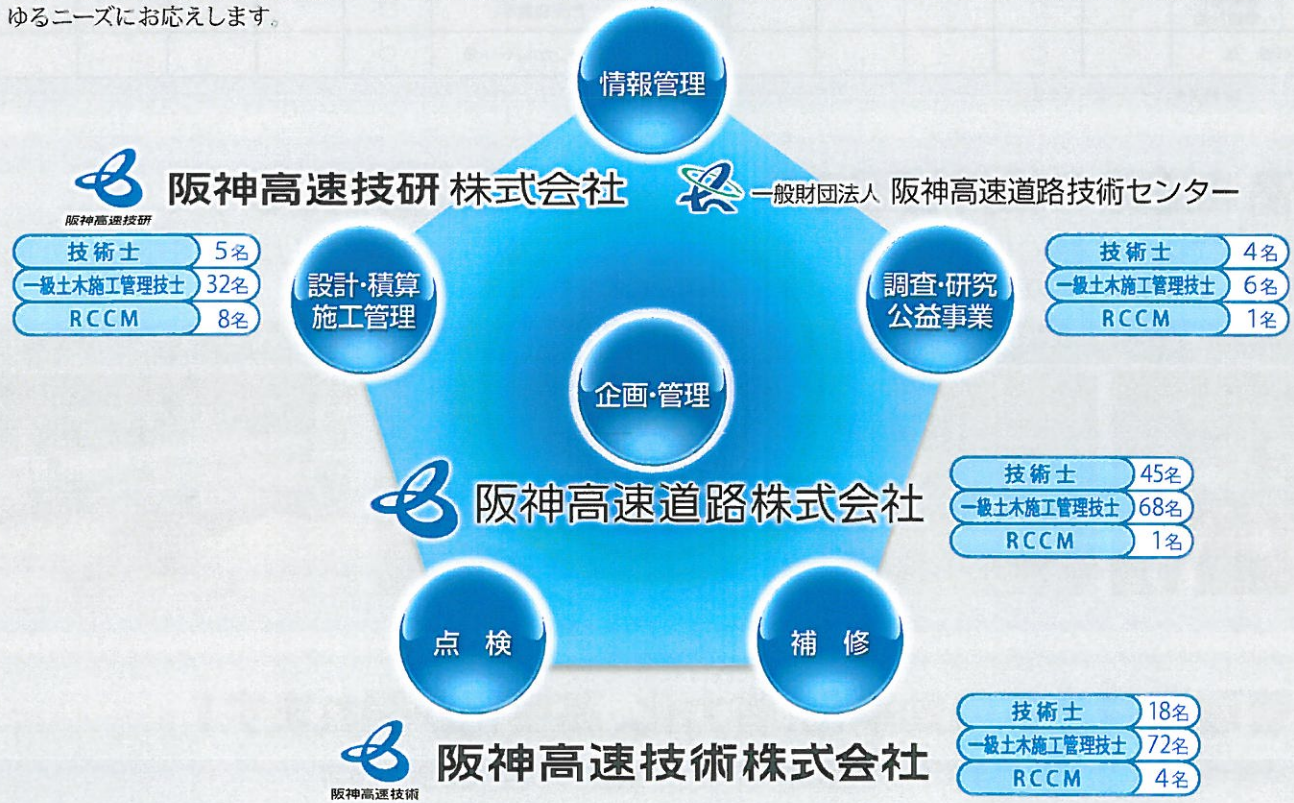 ゆるニーズにお応えします。
情報管理
阪神高速技研
阪神高速技研 株式会社
一般財団法人 阪神高速道路技術センター
技術士 5名
一級土木施工管理技士 32名
RCCM 8名
設計・積算
施工管理
調査・研究
公益事業
技術士 4名
一級土木施工管理技士 6名
RCCM 1名
企画・管理
阪神高速道路株式会社
技術士 45名
一級土木施工管理技士 68名
RCCM 1名
点検
補修
阪神高速技術
阪神高速技術株式会社
技術士 18名
一級土木施工管理技士 72名
RCCM 4名